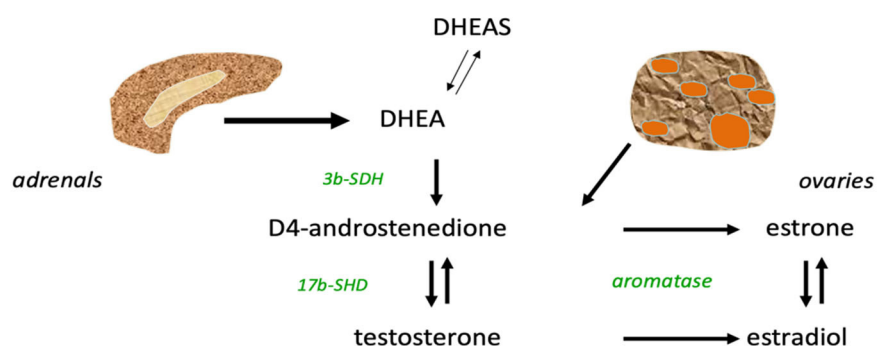 DHEAS
DHEA
adrenals
3b-SDH
ovaries
D4-androstenedione
estrone
17b-SHD
aromatase
testosterone
estradiol